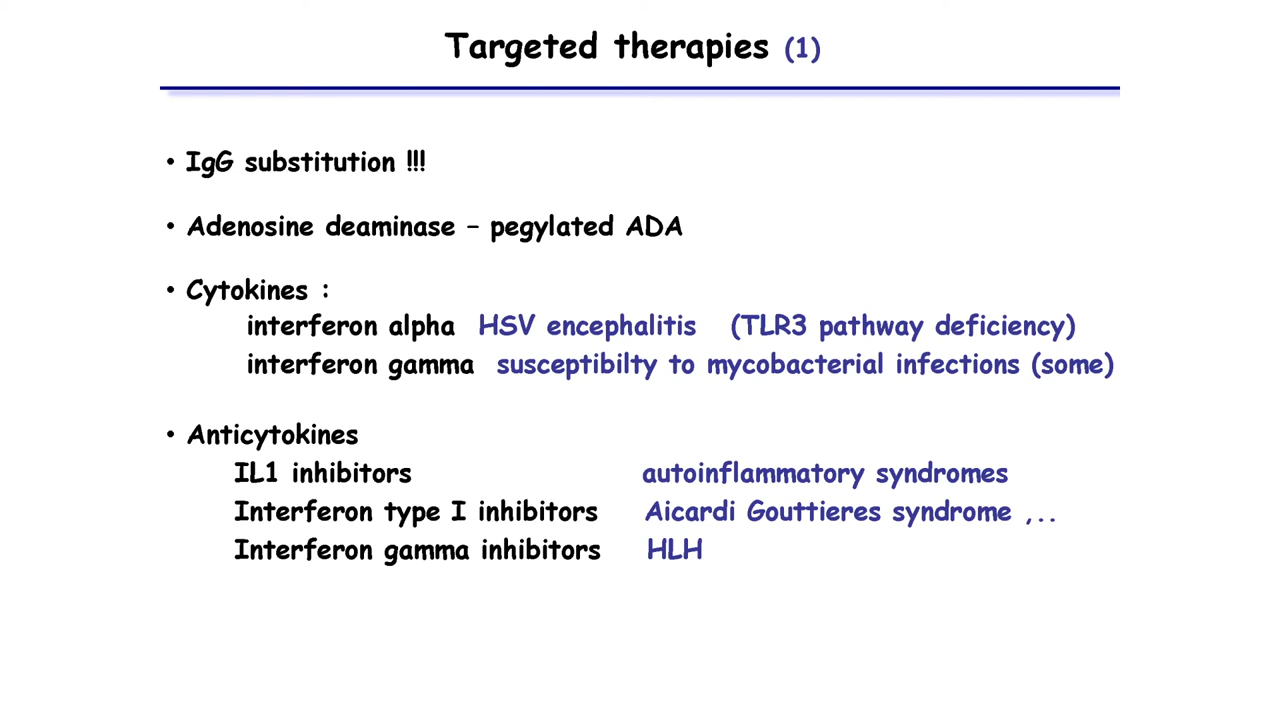 Targeted therapies (1)
• IgG substitution !!!
• Adenosine deaminase – pegylated ADA
• Cytokines :
interferon alpha HSV encephalitis (TLR3 pathway deficiency)
interferon gamma susceptibilty to mycobacterial infections (some)
• Anticytokines
IL1 inhibitors autoinflammatory syndromes
Interferon type I inhibitors Aicardi Gouttieres syndrome ,..
Interferon gamma inhibitors HLH